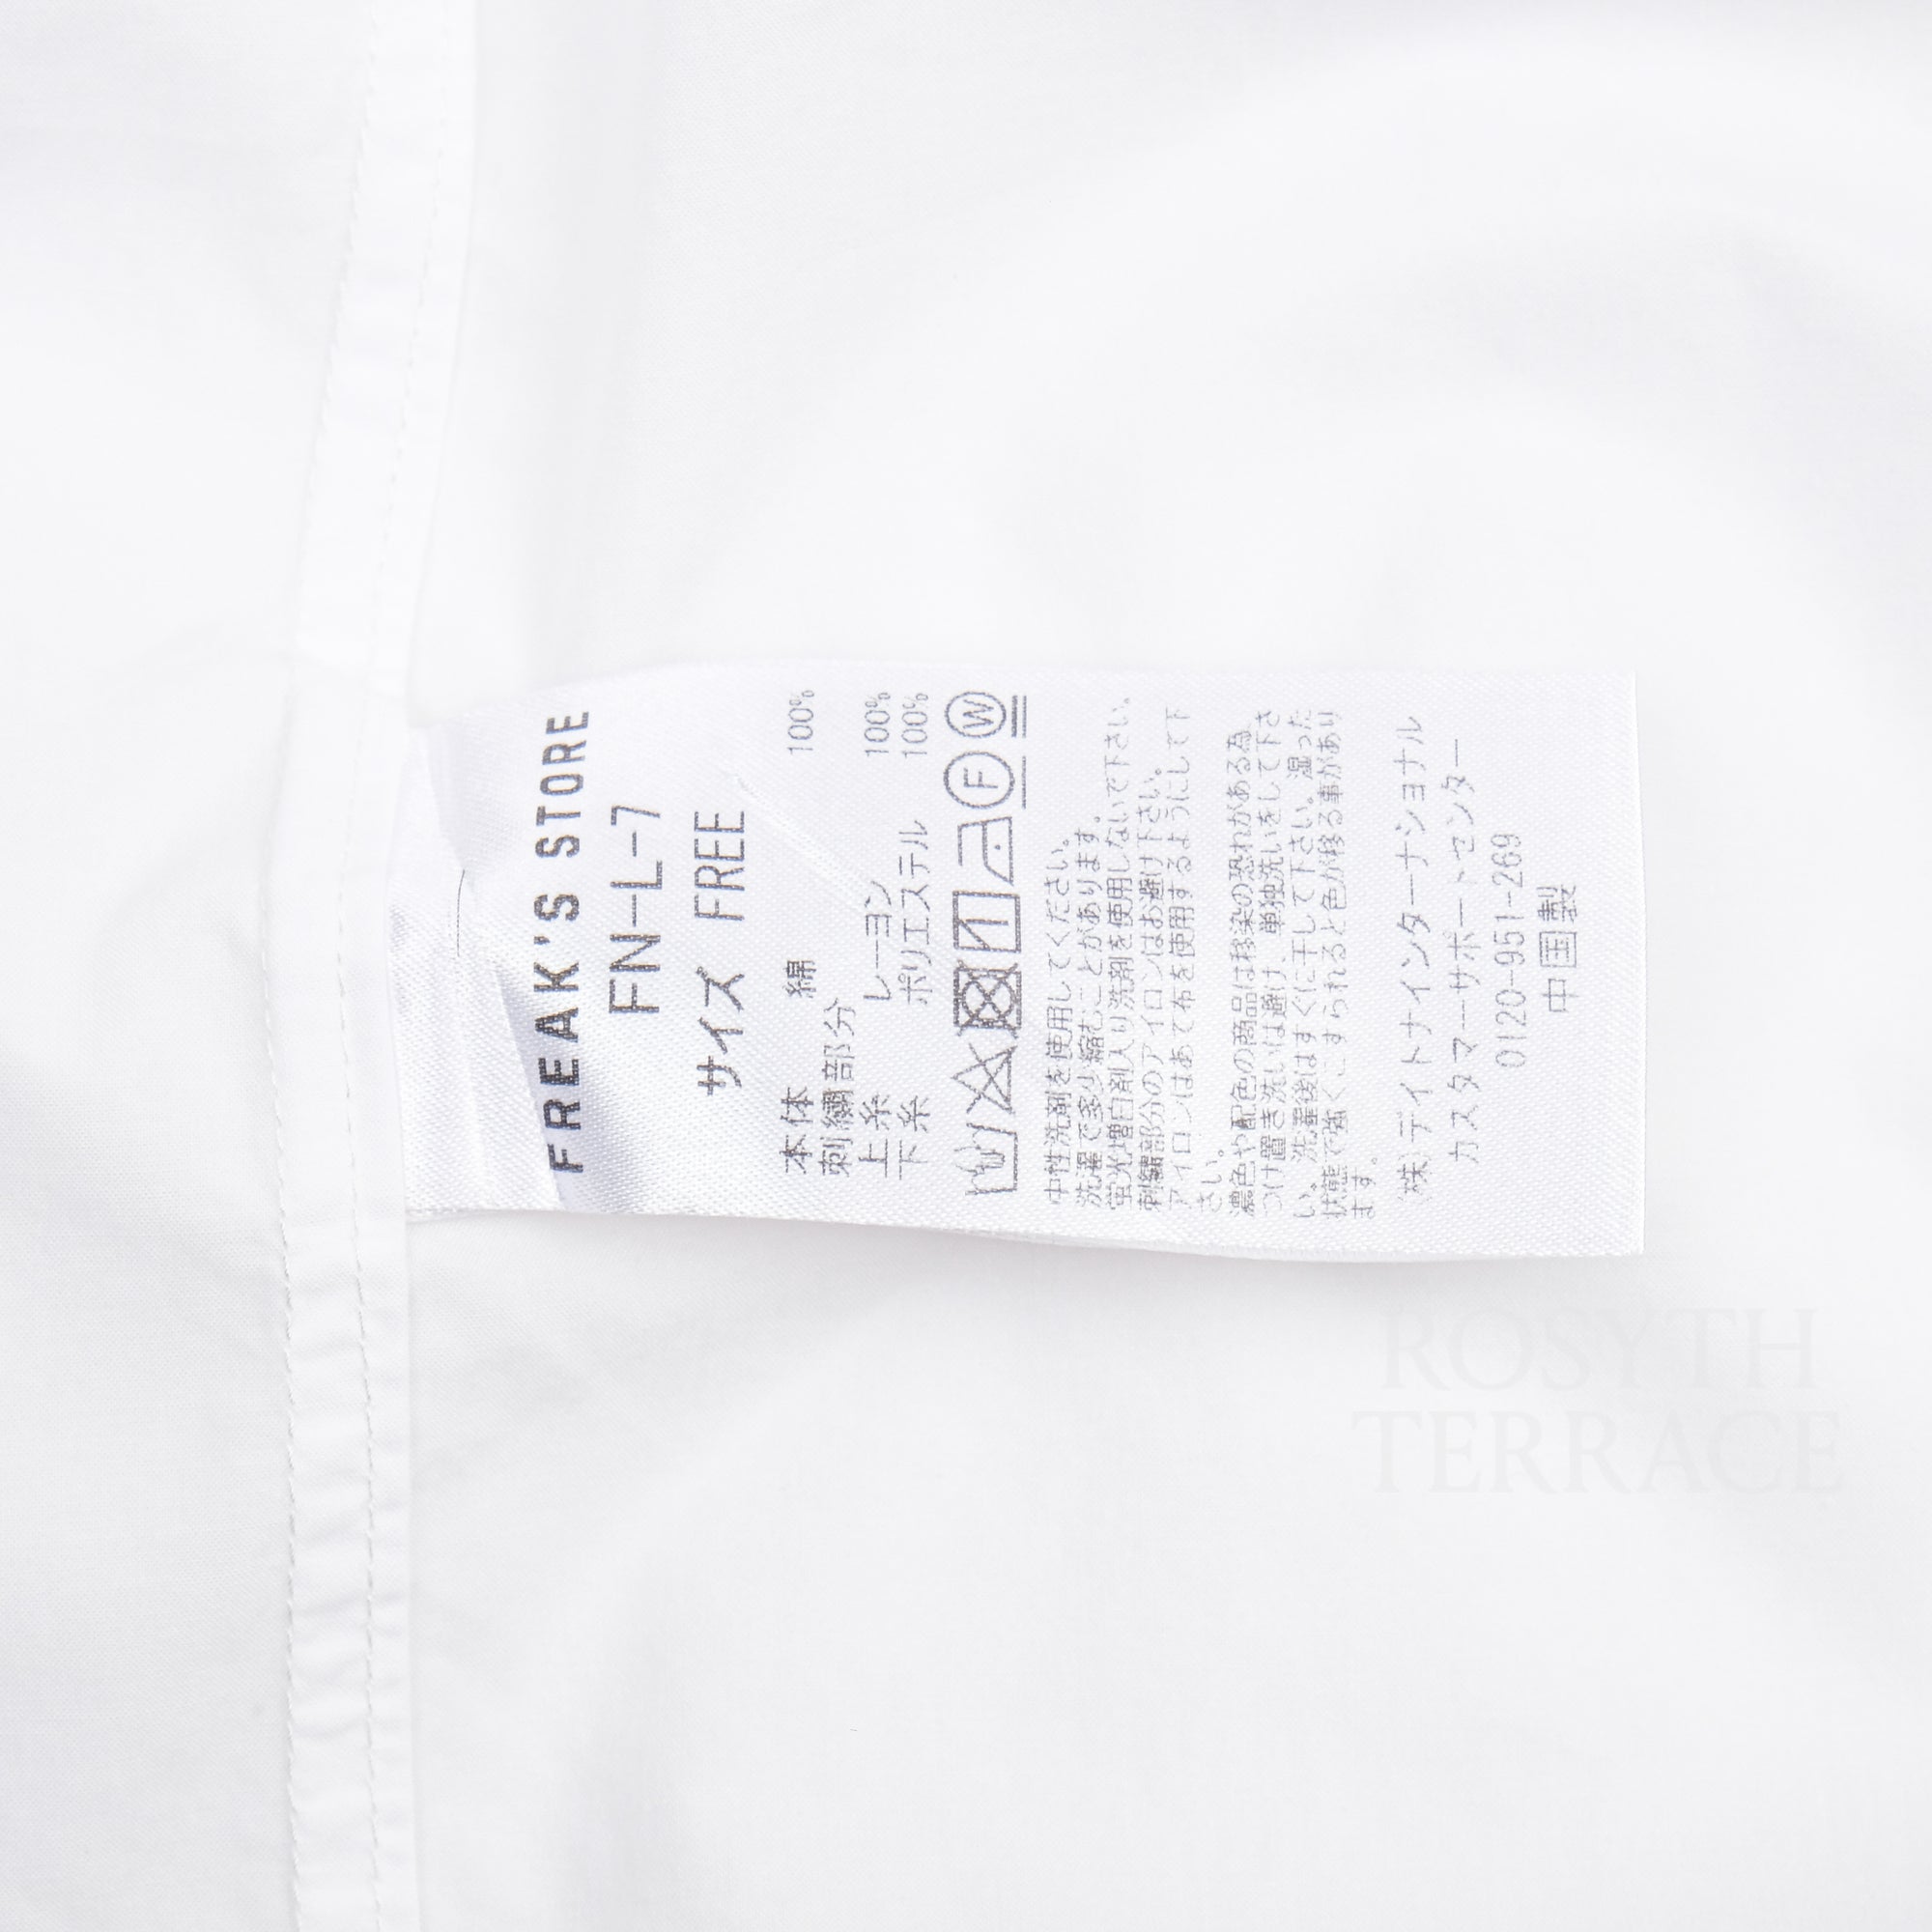 FREAK'S STORE
FN-L-7
サイズ FREE
本体 綿 100%
刺繍部分
上糸 レーヨン 100%
下糸 ポリエステル 100%
F W
中性洗剤を使用してください。
洗濯で多少縮むことがあります。
蛍光増白剤入り洗剤を使用しないで下さい。
刺繍部分のアイロンはお避け下さい。
アイロンはあて布を使用するようにして下
さい。
濃色や配色の商品は移染の恐れがある為
つけ置き洗いは避け、単独洗いをして下さ
い。洗濯後はすぐに干して下さい。湿った
状態で強くこすられると色が移る事があり
ます。
(株)デイトナインターナショナル
カスタマーサポートセンター
0120-951-269
中国製
ROSYTH
TERRACE